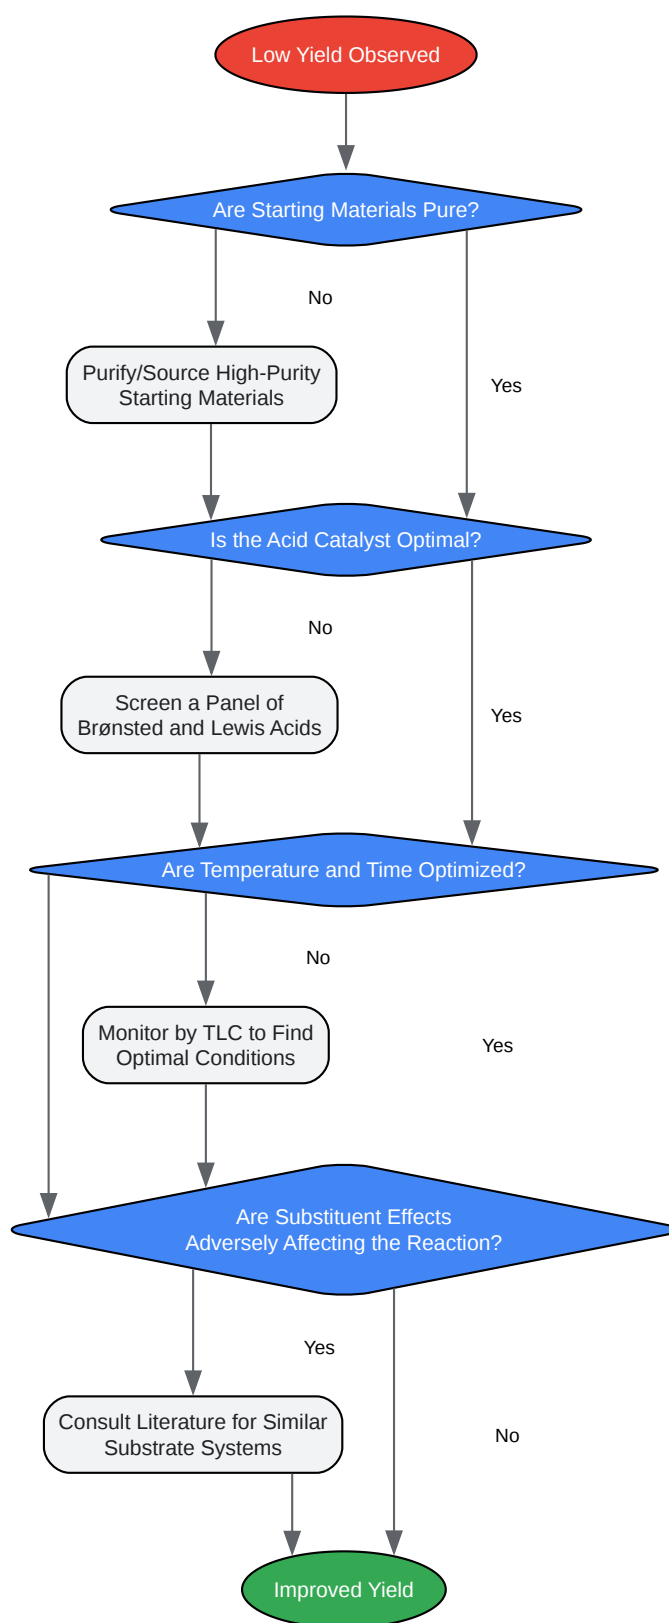 Low Yield Observed
Are Starting Materials Pure?
No
Purify/Source High-Purity
Starting Materials
Yes
Is the Acid Catalyst Optimal?
No
Screen a Panel of
Brønsted and Lewis Acids
Yes
Are Temperature and Time Optimized?
No
Monitor by TLC to Find
Optimal Conditions
Yes
Are Substituent Effects
Adversely Affecting the Reaction?
Yes
Consult Literature for Similar
Substrate Systems
No
Improved Yield